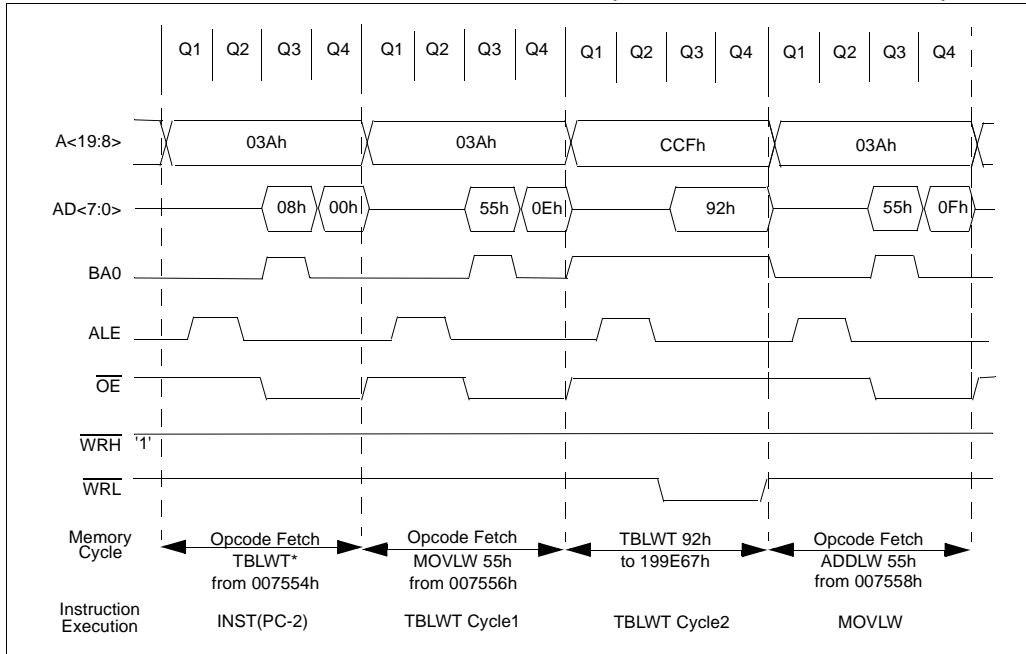 Q1 Q2 Q3 Q4 Q1 Q2 Q3 Q4 Q1 Q2 Q3 Q4 Q1 Q2 Q3 Q4
A<19:8> 03Ah 03Ah CCFh 03Ah
AD<7:0> 08h 00h 55h 0Eh 92h 55h 0Fh
BA0
ALE
OE
WRH '1'
WRL
Memory Cycle
Opcode Fetch
TBLWT*
from 007554h
Opcode Fetch
MOVLW 55h
from 007556h
TBLWT 92h
to 199E67h
Opcode Fetch
ADDLW 55h
from 007558h
Instruction
Execution
INST(PC-2) TBLWT Cycle1 TBLWT Cycle2 MOVLW